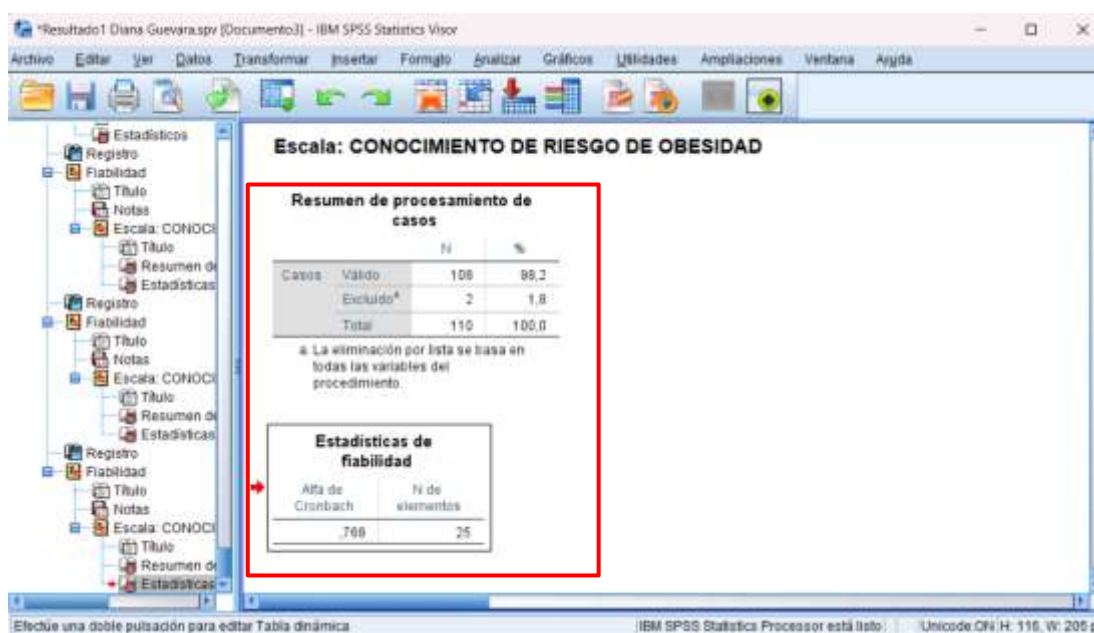 *Resultado1 Diana Guevara.spv [Documento3] - IBM SPSS Statistics Visor
Archivo Editar Ver Datos Transformar Insertar Formato Analizar Gráficos Utilidades Ampliaciones Ventana Ayuda
Estadísticos
Registro
Fiabilidad
Título
Notas
Escala: CONOCI
Título
Resumen de
Estadísticas
Registro
Fiabilidad
Título
Notas
Escala: CONOCI
Título
Resumen de
Estadísticas
Registro
Fiabilidad
Título
Notas
Escala: CONOCI
Título
Resumen de
Estadísticas
Escala: CONOCIMIENTO DE RIESGO DE OBESIDAD
Resumen de procesamiento de
casos
N %
Casos Válido 108 98,2
Excluido a 2 1,8
Total 110 100,0
a. La eliminación por lista se basa en
todas las variables del
procedimiento.
Estadísticas de
fiabilidad
Alfa de N de
Cronbach elementos
25
Efectúe una doble pulsación para editar Tabla dinámica
IBM SPSS Statistics Processor está listo Unicode:ON H: 116, W: 205 p